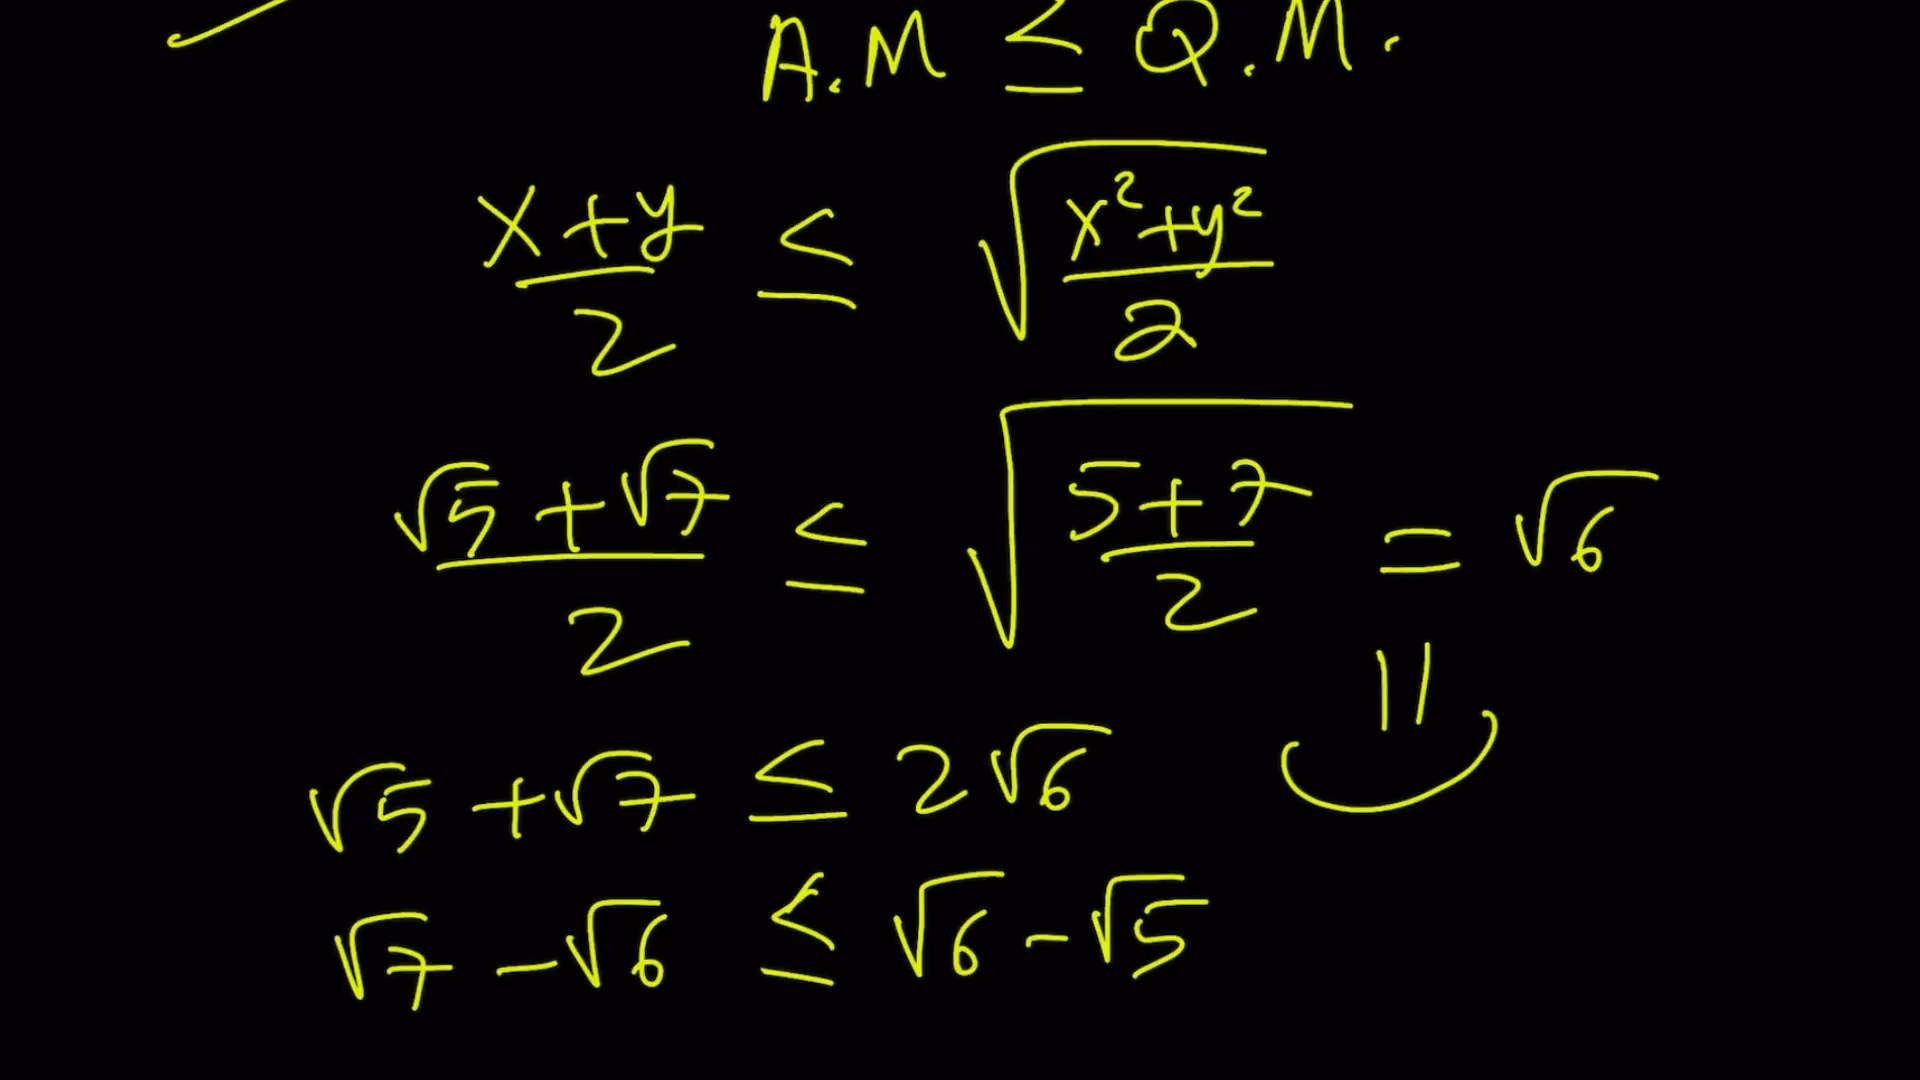 A.M ≤ Q.M.
x+y/2 ≤ √(x²+y²/2)
√5+√7/2 ≤ √(5+7/2) = √6
√5+√7 ≤ 2√6
√7-√6 ≤ √6-√5